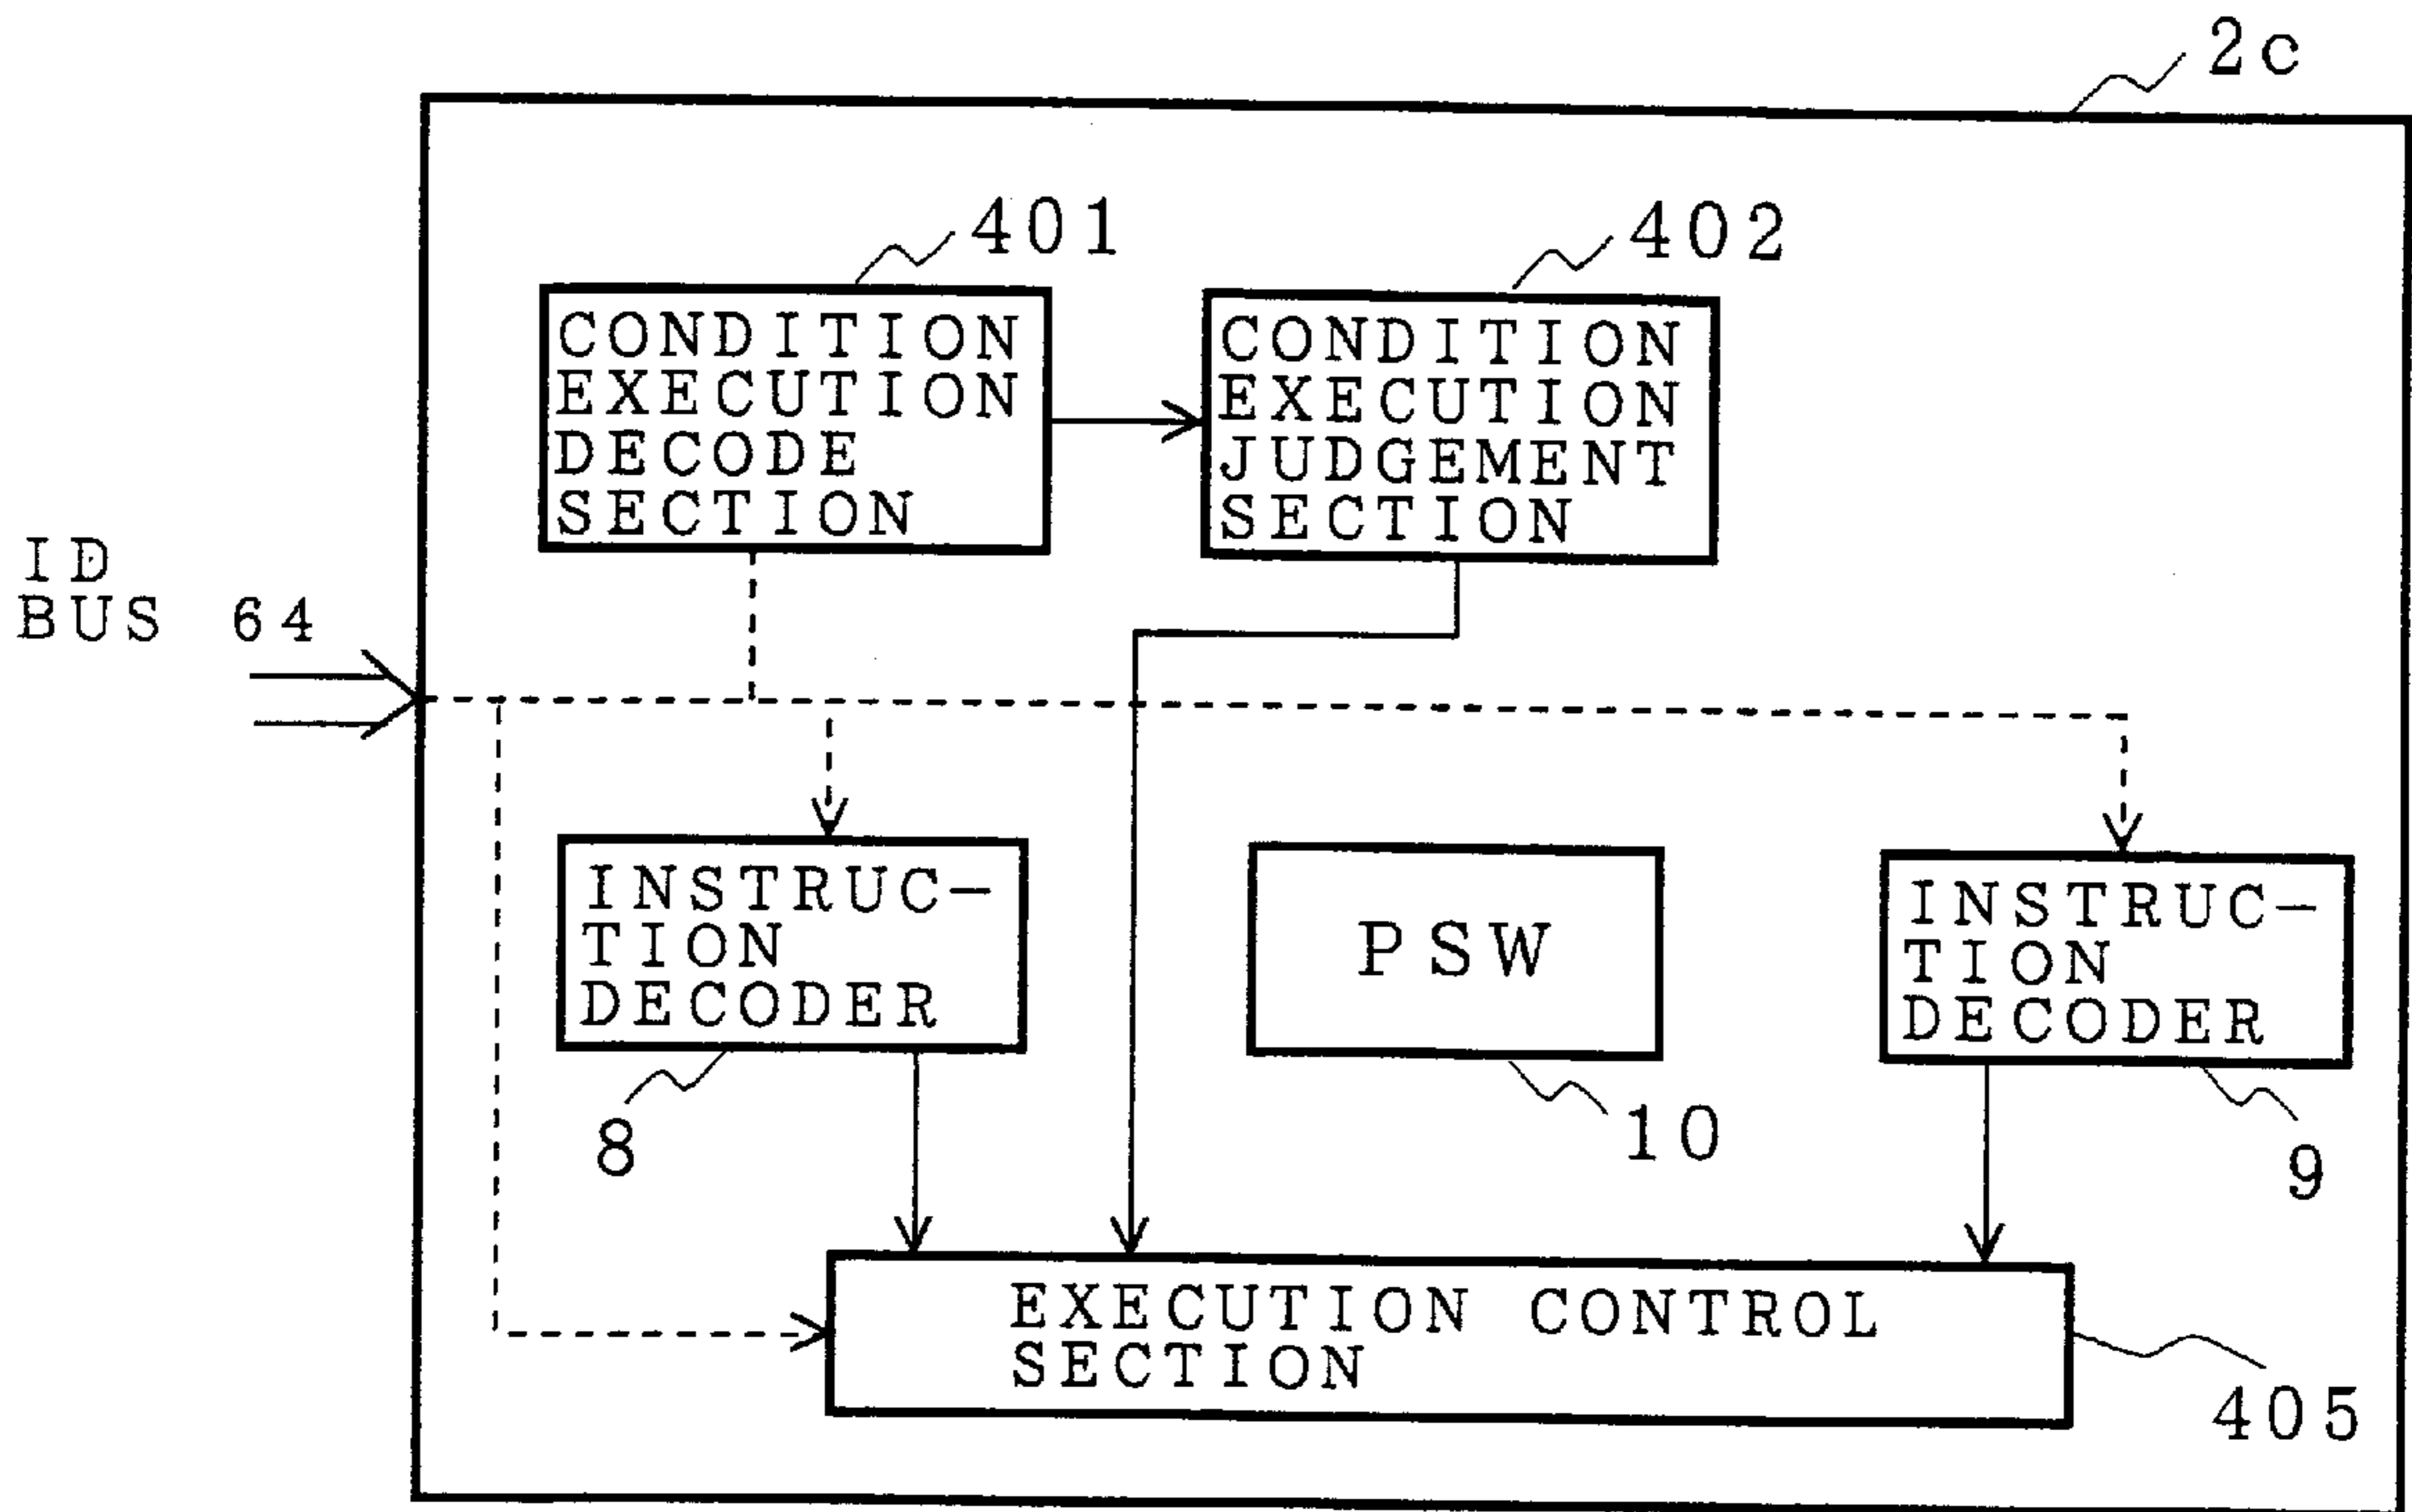 2c
401
402
CONDITION
EXECUTION
DECODE
SECTION
CONDITION
EXECUTION
JUDGEMENT
SECTION
ID
BUS 64
INSTRUC-
TION
DECODER
PSW
INSTRUC-
TION
DECODER
8
10
9
EXECUTION CONTROL
SECTION
405